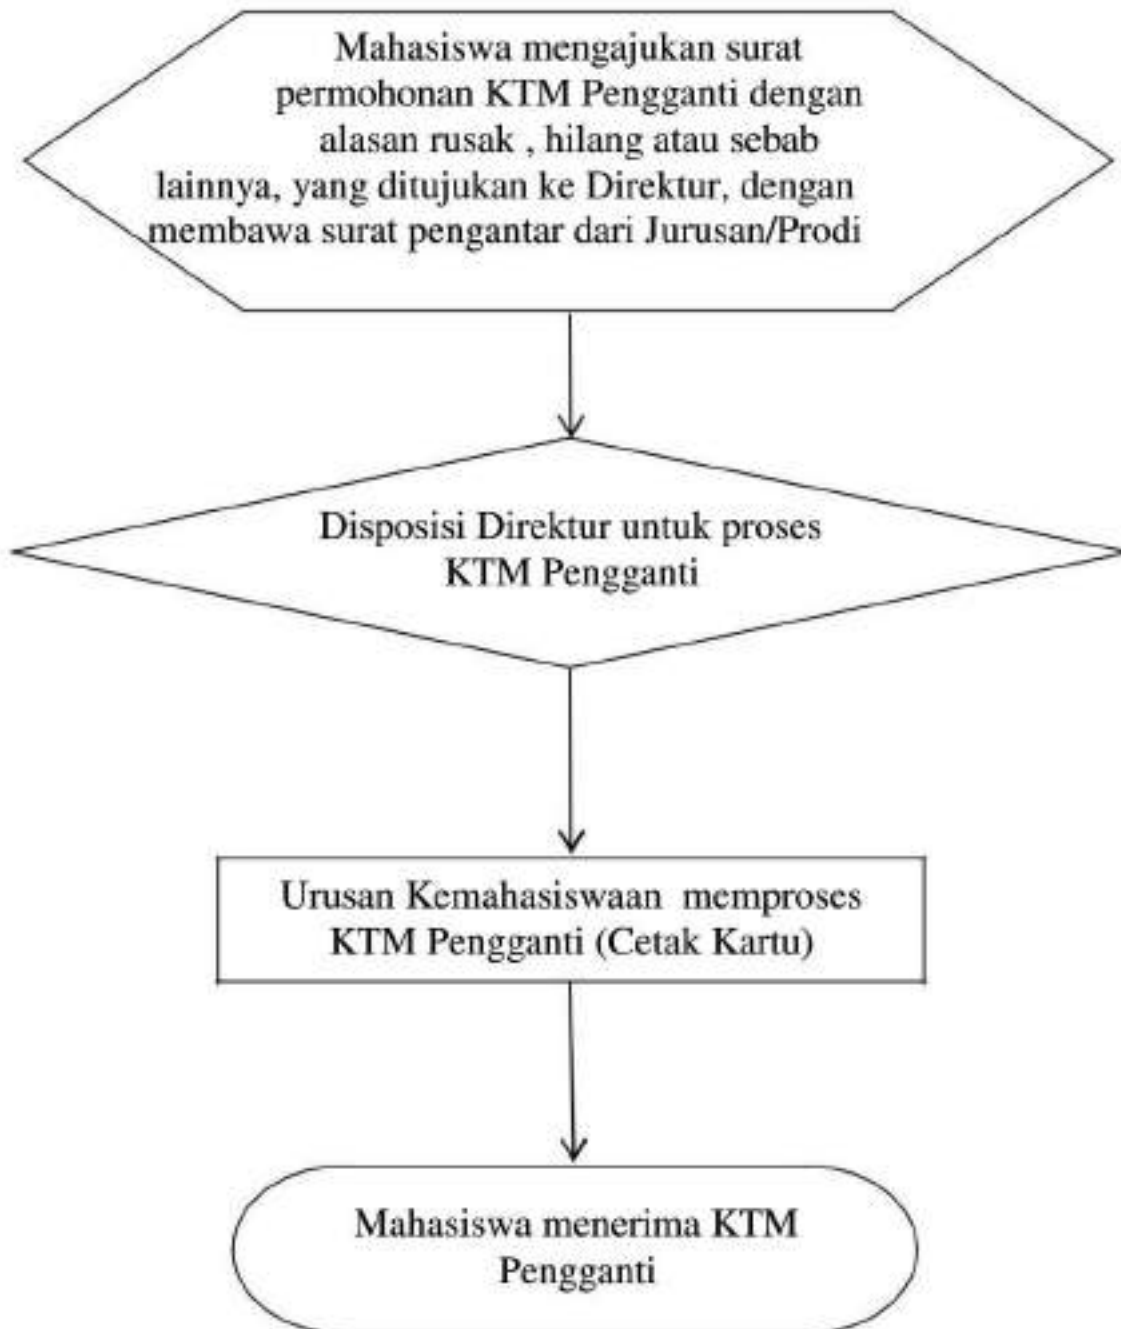 Mahasiswa mengajukan surat
permohonan KTM Pengganti dengan
alasan rusak , hilang atau sebab
lainnya, yang ditujukan ke Direktur, dengan
membawa surat pengantar dari Jurusan/Prodi
Disposisi Direktur untuk proses
KTM Pengganti
Urusan Kemahasiswaan memproses
KTM Pengganti (Cetak Kartu)
Mahasiswa menerima KTM
Pengganti